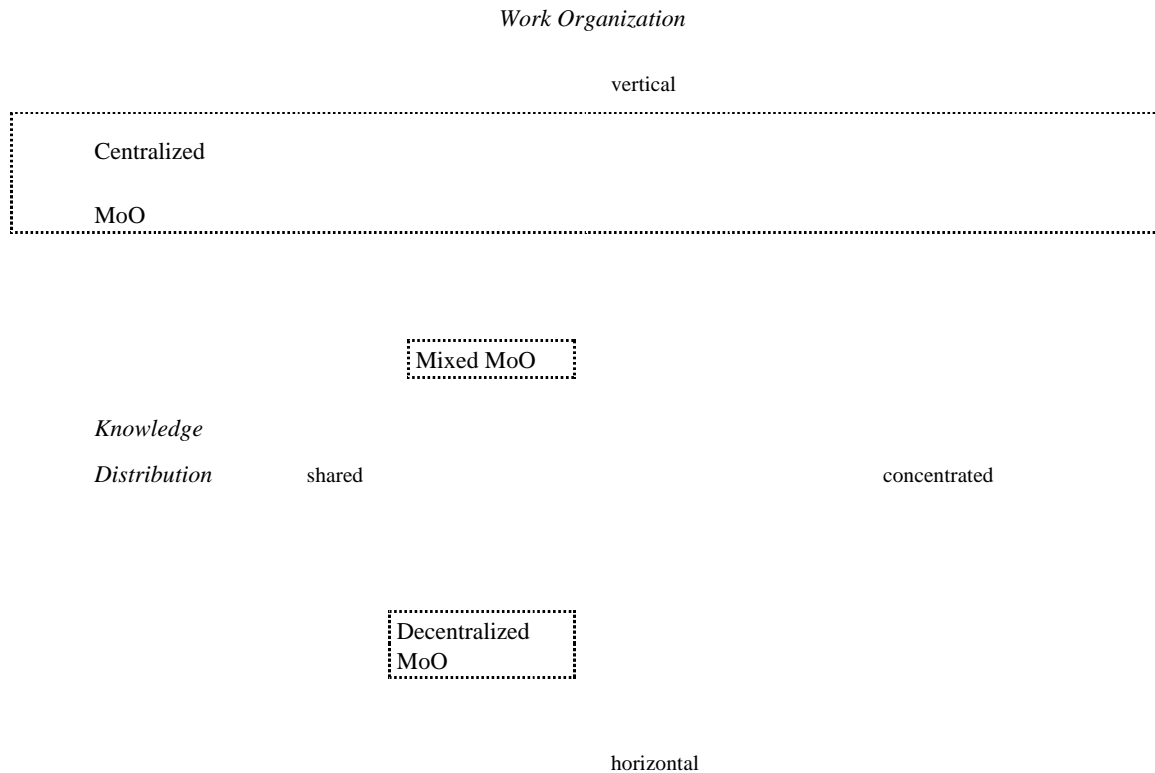 Work Organization
vertical
Centralized
MoO
Mixed MoO
Knowledge
Distribution shared concentrated
Decentralized
MoO
horizontal